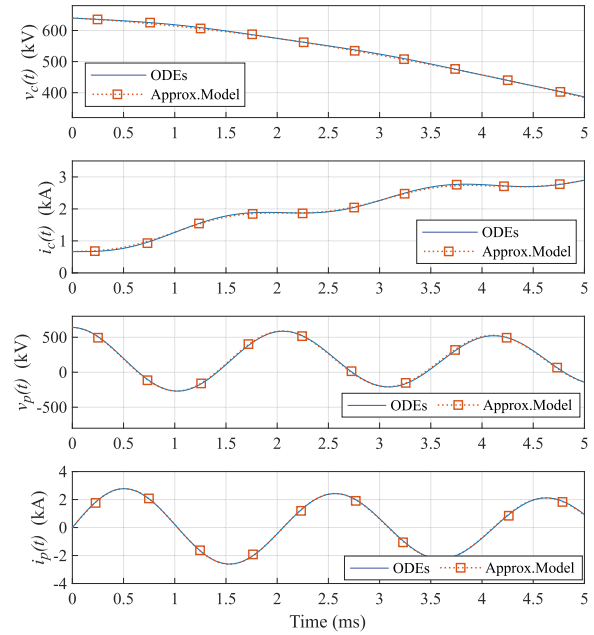 600
500
400
v_c(t) (kV)
ODEs
Approx.Model
0 0.5 1 1.5 2 2.5 3 3.5 4 4.5 5
3
2
1
0
i_c(t) (kA)
ODEs
Approx.Model
0 0.5 1 1.5 2 2.5 3 3.5 4 4.5 5
500
0
-500
v_p(t) (kV)
ODEs Approx.Model
0 0.5 1 1.5 2 2.5 3 3.5 4 4.5 5
4
2
0
-2
-4
i_p(t) (kA)
ODEs Approx.Model
0 0.5 1 1.5 2 2.5 3 3.5 4 4.5 5
Time (ms)